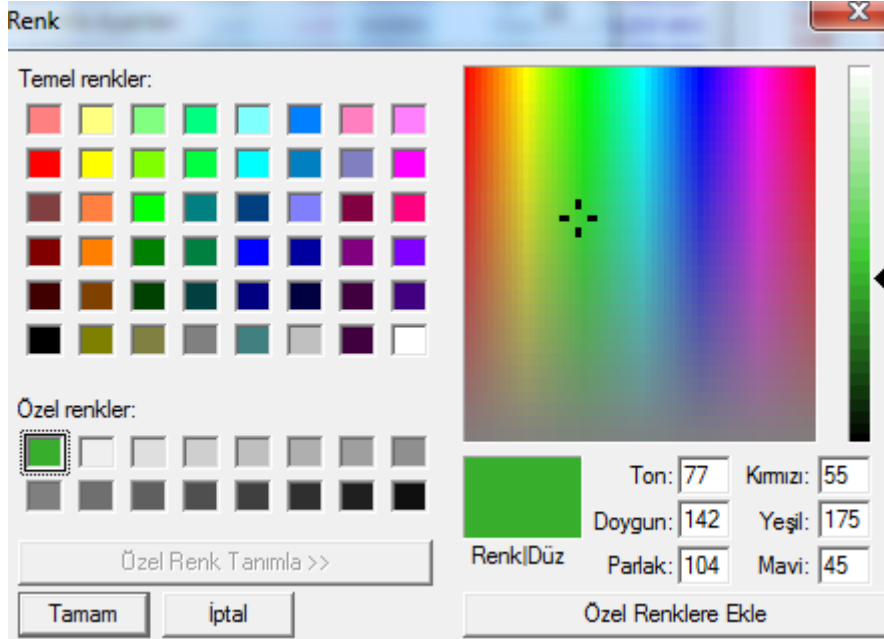 Renk
Temel renkler:
Özel renkler:
Özel Renk Tanımla >>
Tamam
İptal
Renk|Düz
Ton: 77
Kırmızı: 55
Doygun: 142
Yeşil: 175
Parlak: 104
Mavi: 45
Özel Renklere Ekle